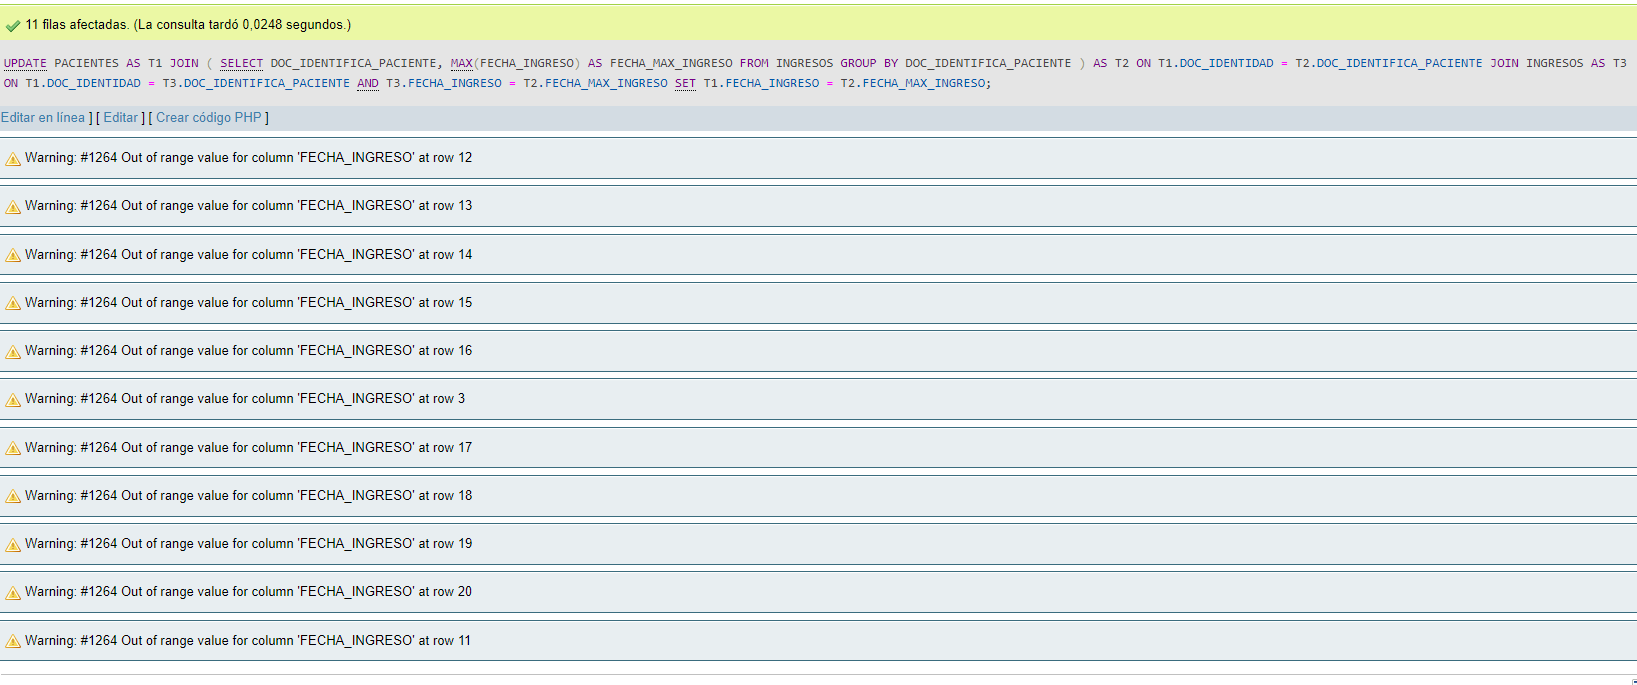 11 filas afectadas. (La consulta tardó 0,0248 segundos.)
UPDATE PACIENTES AS T1 JOIN ( SELECT DOC_IDENTIFICA_PACIENTE, MAX(FECHA_INGRESO) AS FECHA_MAX_INGRESO FROM INGRESOS GROUP BY DOC_IDENTIFICA_PACIENTE ) AS T2 ON T1.DOC_IDENTIDAD = T2.DOC_IDENTIFICA_PACIENTE JOIN INGRESOS AS T3
ON T1.DOC_IDENTIDAD = T3.DOC_IDENTIFICA_PACIENTE AND T3.FECHA_INGRESO = T2.FECHA_MAX_INGRESO SET T1.FECHA_INGRESO = T2.FECHA_MAX_INGRESO;
Editar en línea ] [ Editar ] [ Crear código PHP ]
Warning: #1264 Out of range value for column 'FECHA_INGRESO' at row 12
Warning: #1264 Out of range value for column 'FECHA_INGRESO' at row 13
Warning: #1264 Out of range value for column 'FECHA_INGRESO' at row 14
Warning: #1264 Out of range value for column 'FECHA_INGRESO' at row 15
Warning: #1264 Out of range value for column 'FECHA_INGRESO' at row 16
Warning: #1264 Out of range value for column 'FECHA_INGRESO' at row 3
Warning: #1264 Out of range value for column 'FECHA_INGRESO' at row 17
Warning: #1264 Out of range value for column 'FECHA_INGRESO' at row 18
Warning: #1264 Out of range value for column 'FECHA_INGRESO' at row 19
Warning: #1264 Out of range value for column 'FECHA_INGRESO' at row 20
Warning: #1264 Out of range value for column 'FECHA_INGRESO' at row 11